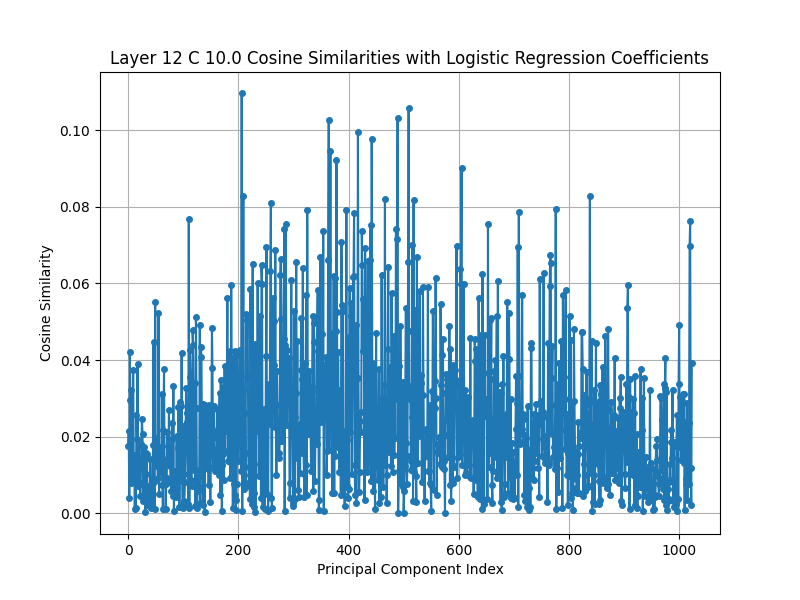 Layer 12 C 10.0 Cosine Similarities with Logistic Regression Coefficients
0.10
0.08
0.06
0.04
0.02
0.00
Cosine Similarity
0 200 400 600 800 1000
Principal Component Index